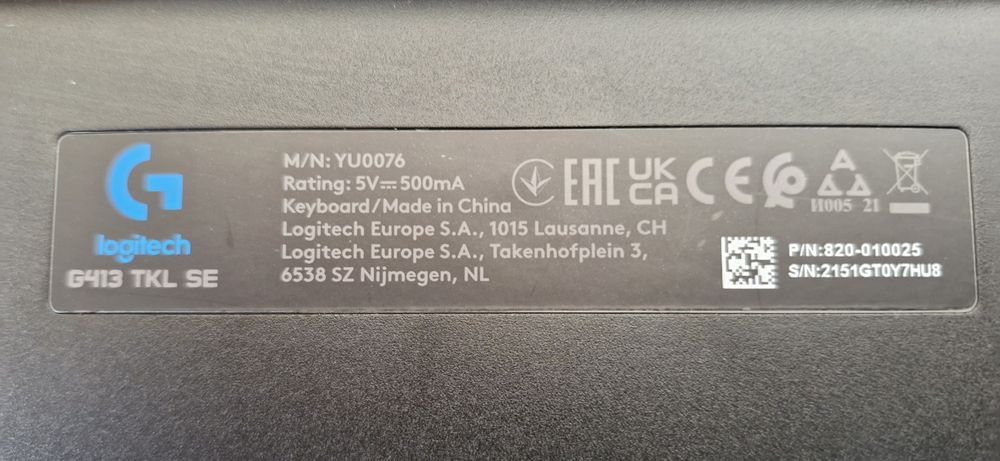 logitech
G413 TKL SE
M/N: YU0076
Rating: 5V⎓500mA
Keyboard/Made in China
Logitech Europe S.A., 1015 Lausanne, CH
Logitech Europe S.A., Takenhofplein 3,
6538 SZ Nijmegen, NL
EAC UK CA CE
И005 21
P/N:820-010025
S/N:2151GT0Y7HU8